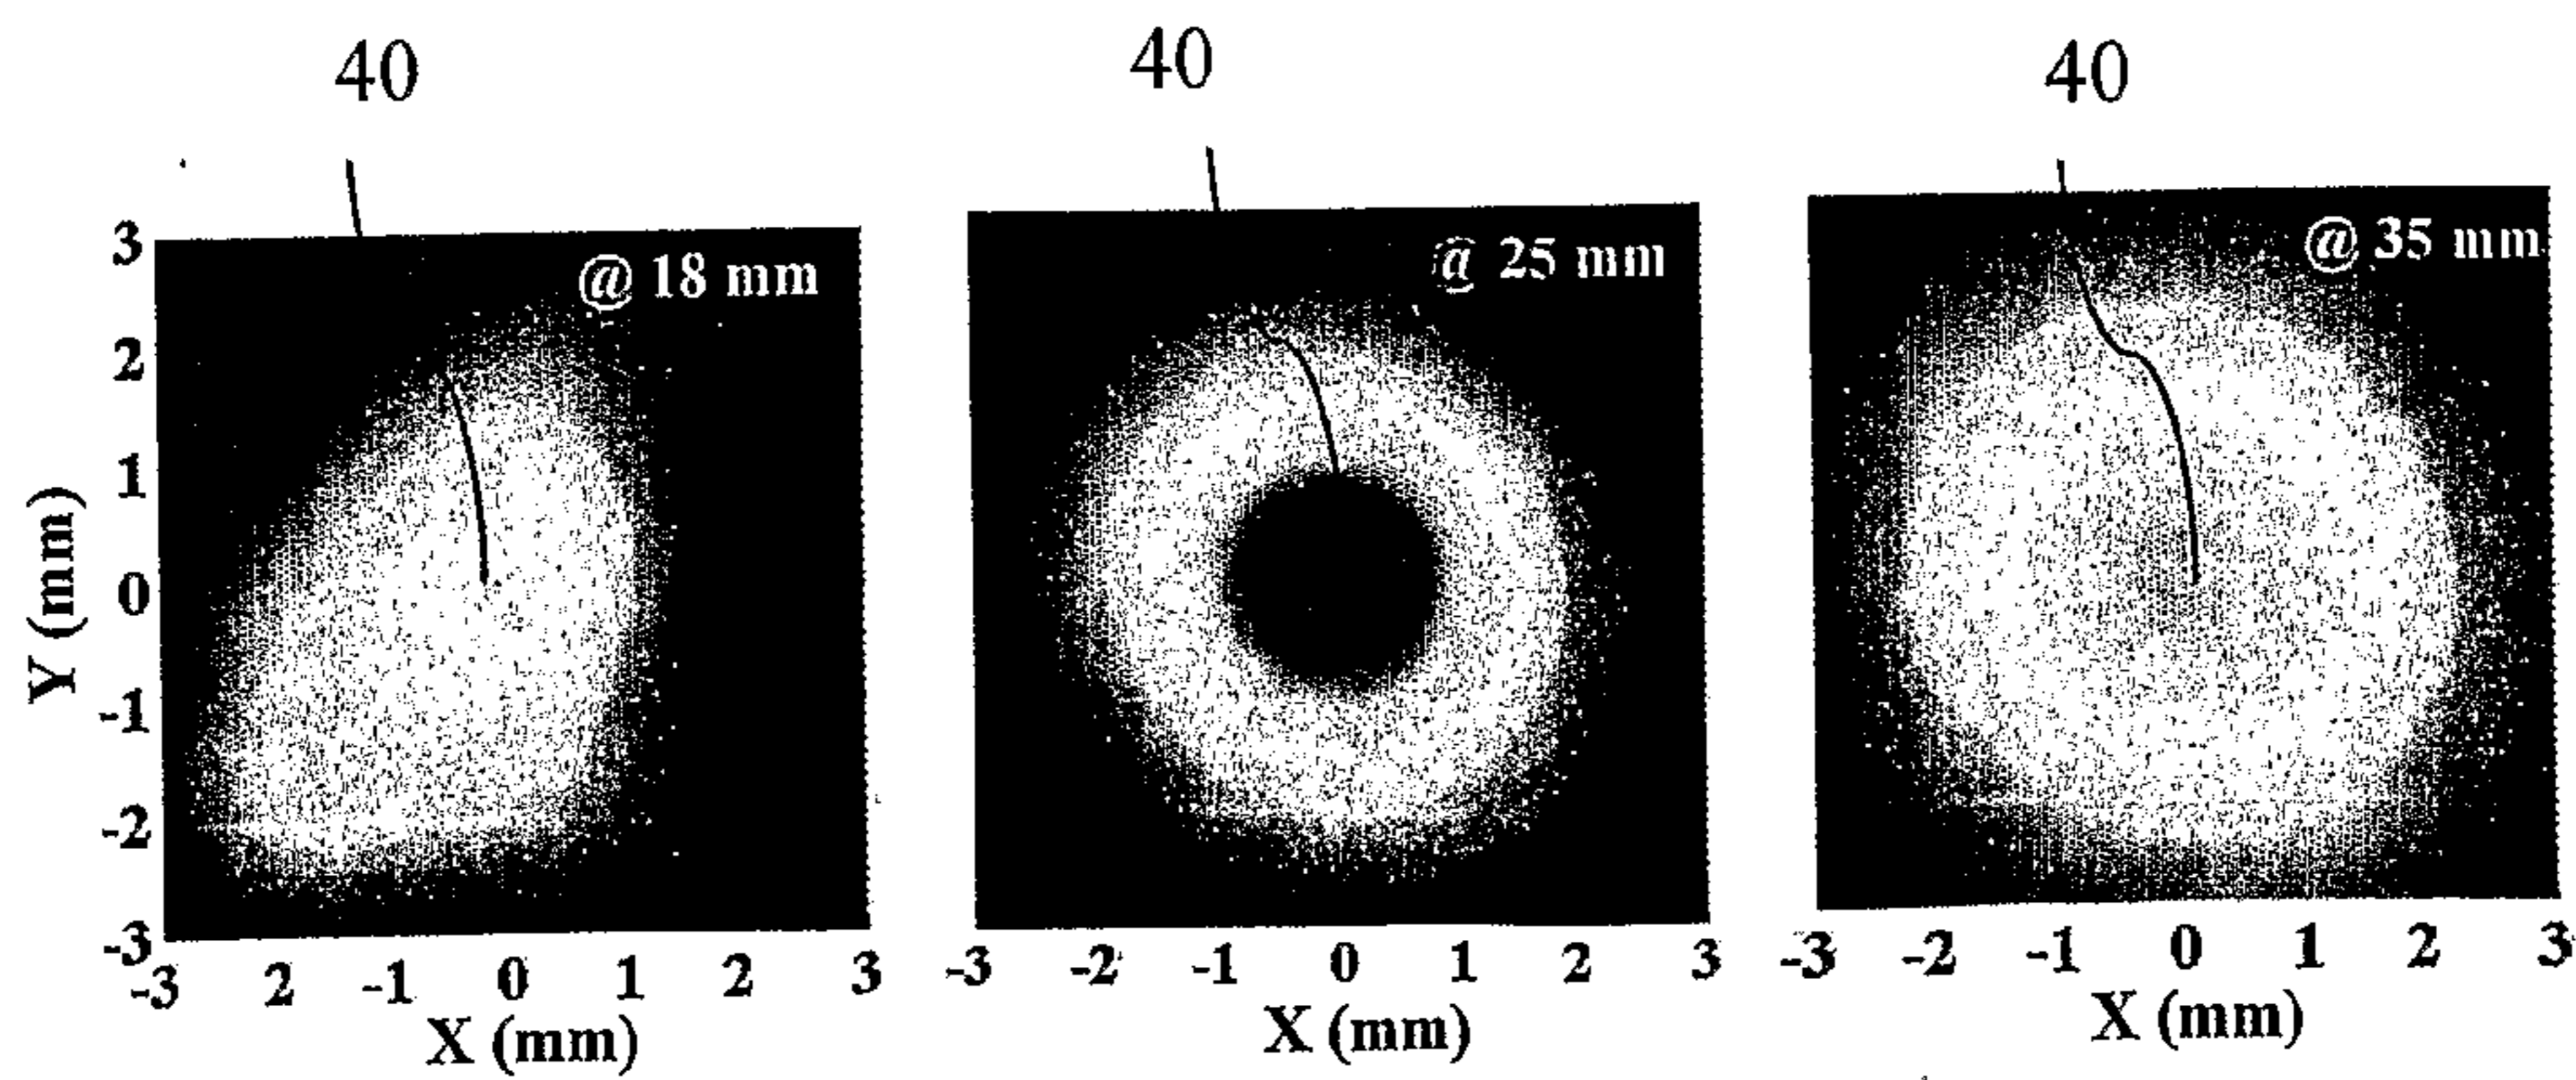 40 40 40
@ 18 mm @ 25 mm @ 35 mm
3
2
1
0
-1
-2
-3
Y (mm)
-3 2 -1 0 1 2 3
X (mm)
-3 -2 -1 0 1 2 3
X (mm)
-3 -2 -1 0 1 2 3
X (mm)